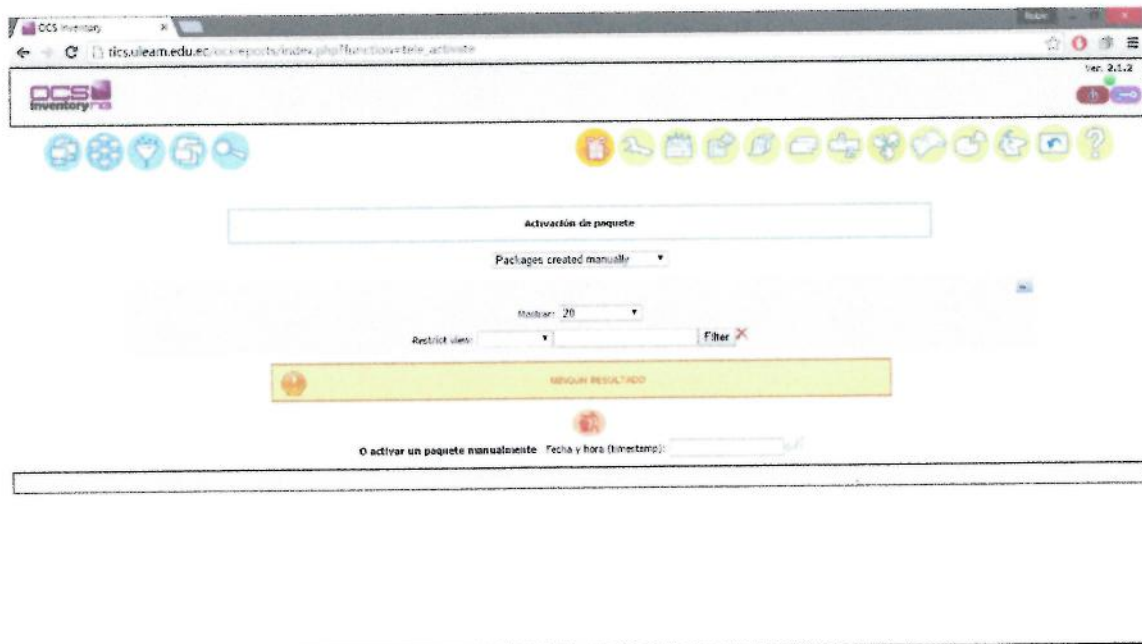 OCS Inventory
tics.uleam.edu.ec/ocsreports/index.php?function=tele_activate
Ver. 2.1.2
OCS
inventory NG
Activación de paquete
Packages created manually
Mostrar: 20
Restrict view: Filter
NINGUN RESULTADO
O activar un paquete manualmente Fecha y hora (timestamp):